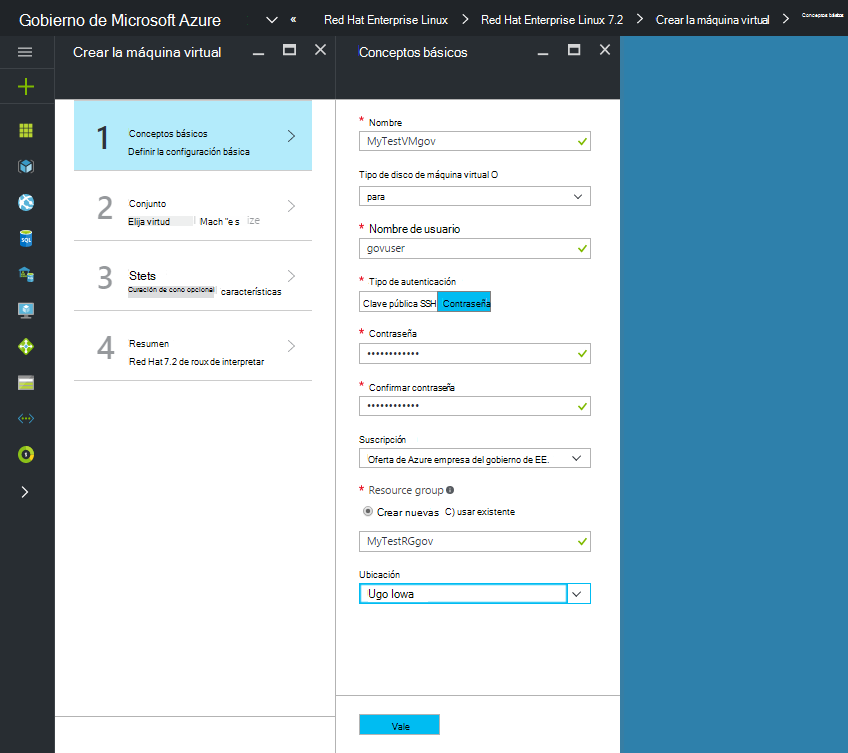 Gobierno de Microsoft Azure
«
Red Hat Enterprise Linux
Red Hat Enterprise Linux 7.2
Crear la máquina virtual
Conceptos básicos
Crear la máquina virtual
1
Conceptos básicos
Definir la configuración básica
2
Conjunto
Elija virtud Mach "e s ize
3
Stets
Curación de cono opcional características
4
Resumen
Red Hat 7.2 de roux de interpretar
Conceptos básicos
* Nombre
MyTestVMgov
Tipo de disco de máquina virtual O
para
* Nombre de usuario
govuser
* Tipo de autenticación
Clave pública SSH Contraseña
* Contraseña
••••••••••••
* Confirmar contraseña
••••••••••••
Suscripción
Oferta de Azure empresa del gobierno de EE.
* Resource group
Crear nuevas C) usar existente
MyTestRGgov
Ubicación
Ugo Iowa
Vale
SQL